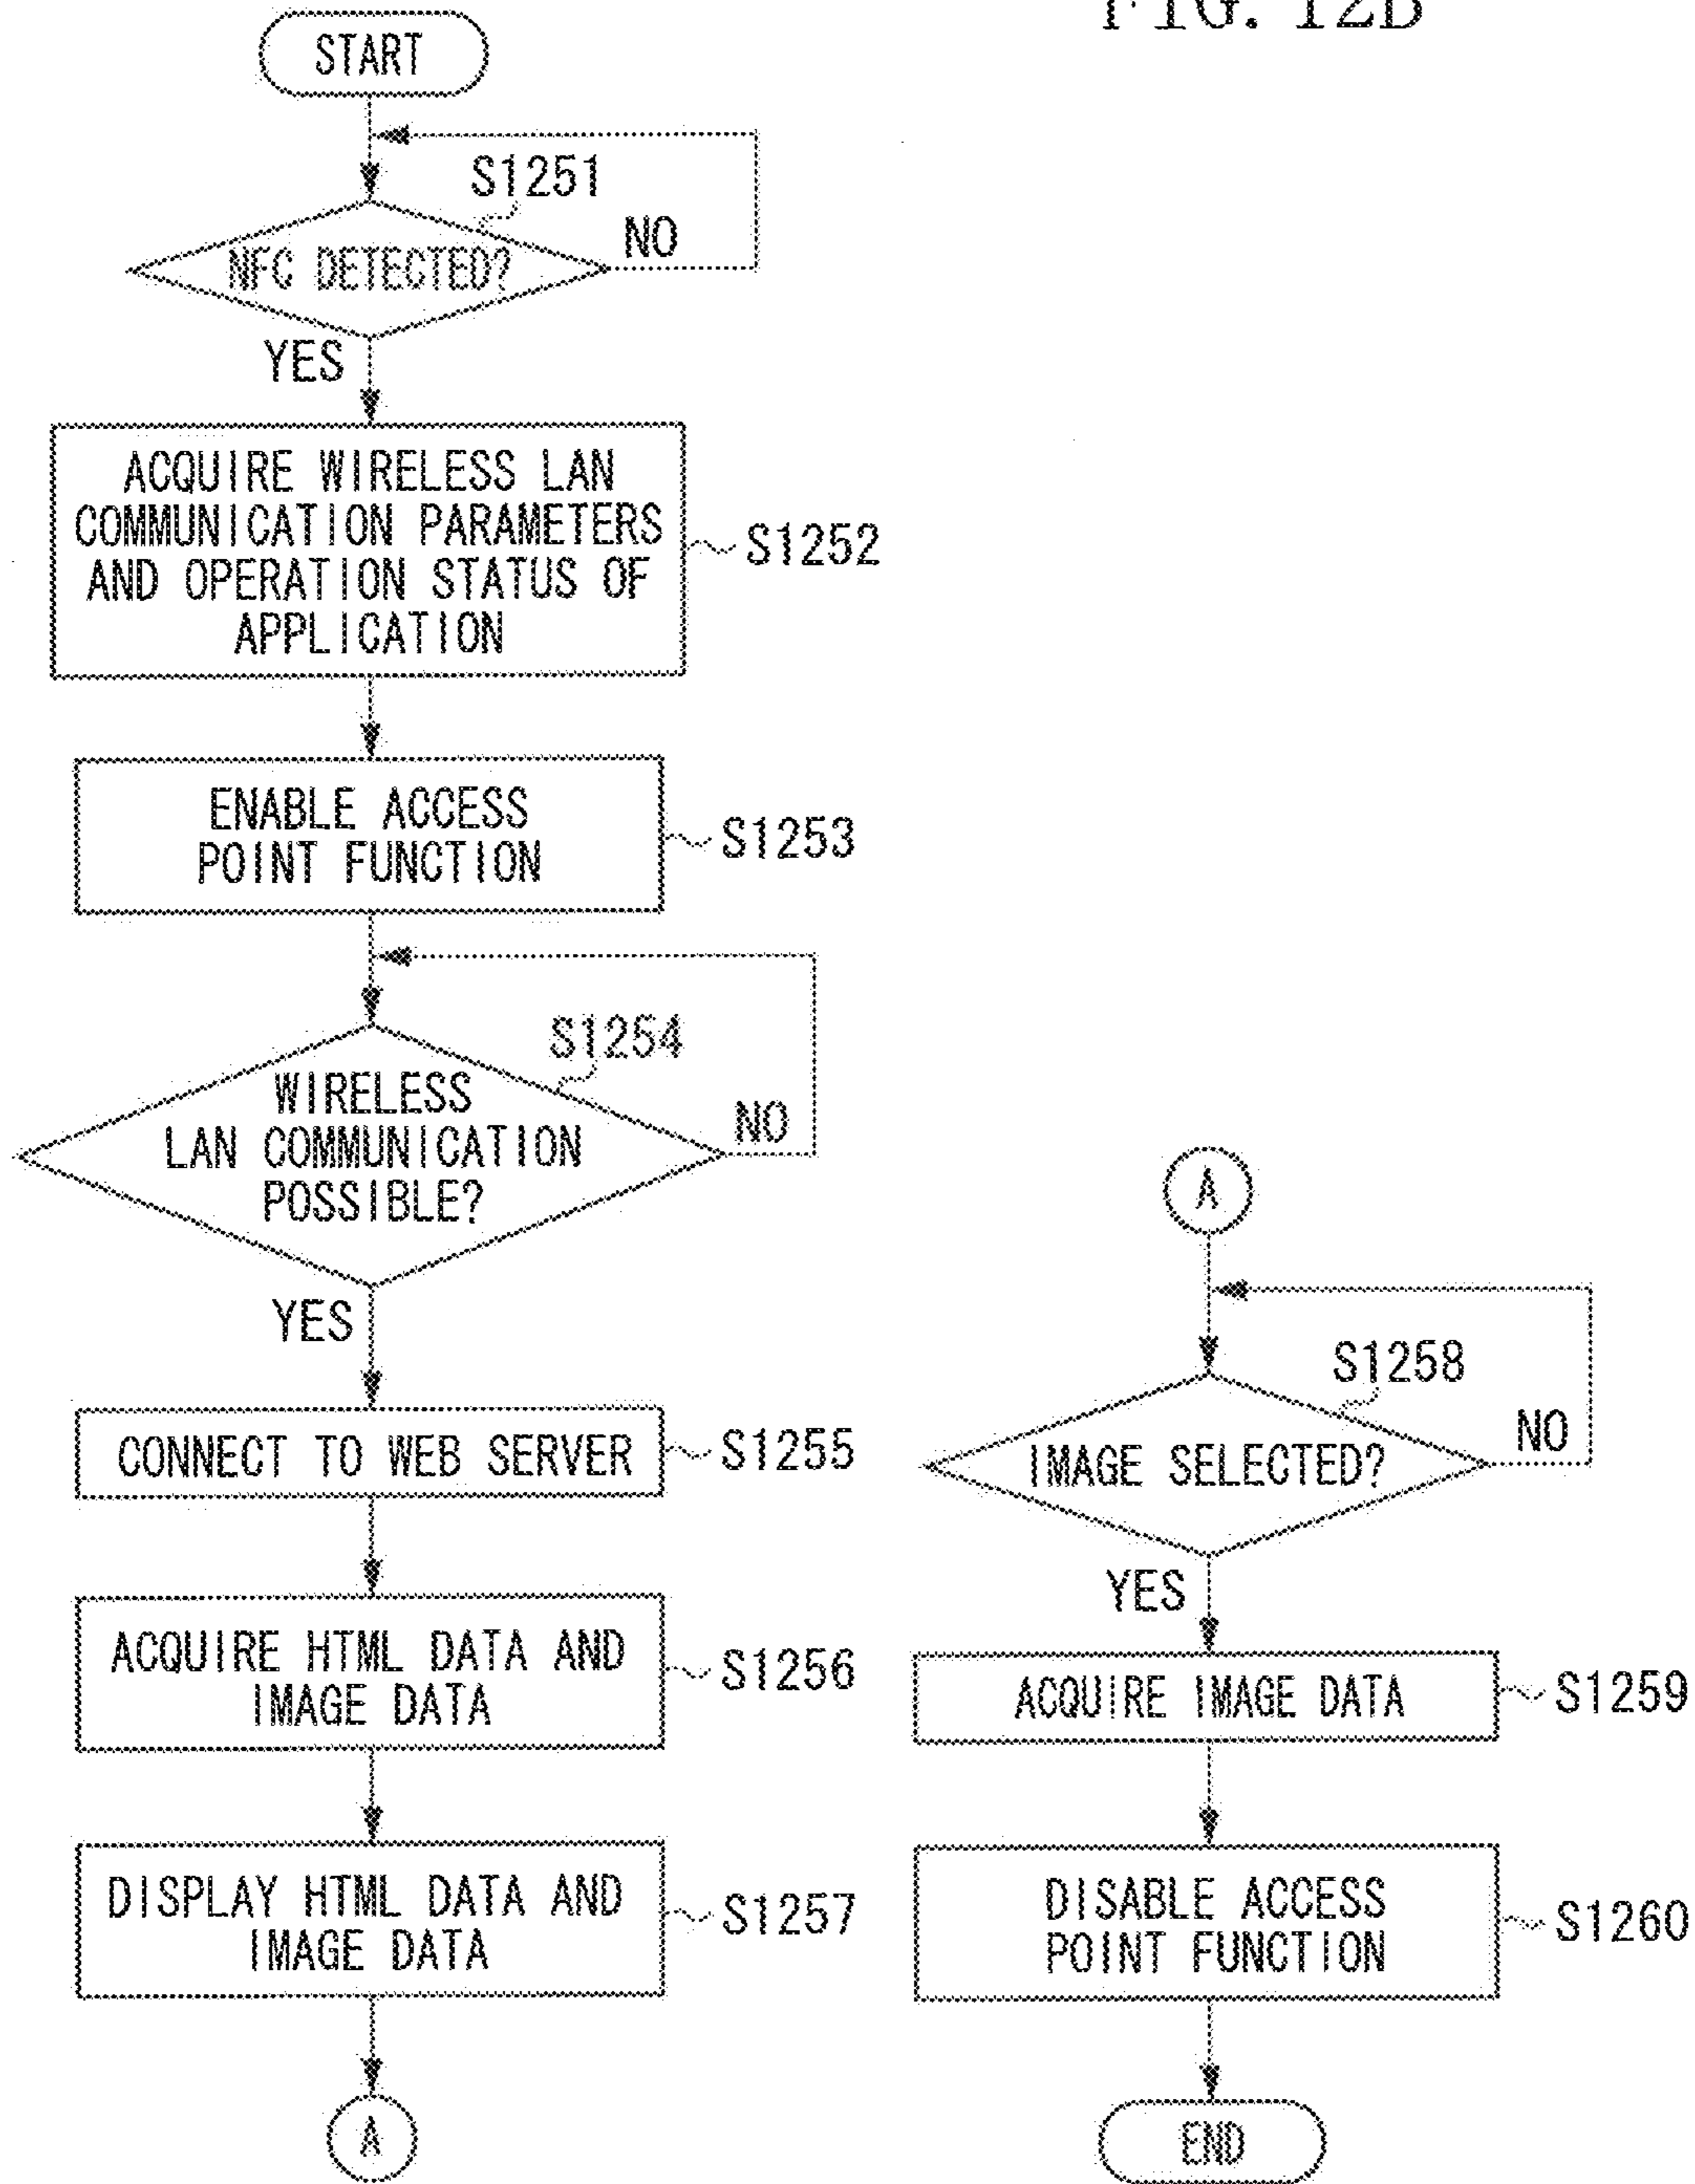 FIG. 12B
START
S1251
NFC DETECTED?
NO
YES
ACQUIRE WIRELESS LAN
COMMUNICATION PARAMETERS
AND OPERATION STATUS OF
APPLICATION
S1252
ENABLE ACCESS
POINT FUNCTION
S1253
S1254
WIRELESS
LAN COMMUNICATION
POSSIBLE?
NO
YES
CONNECT TO WEB SERVER
S1255
ACQUIRE HTML DATA AND
IMAGE DATA
S1256
DISPLAY HTML DATA AND
IMAGE DATA
S1257
A
A
S1258
IMAGE SELECTED?
NO
YES
ACQUIRE IMAGE DATA
S1259
DISABLE ACCESS
POINT FUNCTION
S1260
END